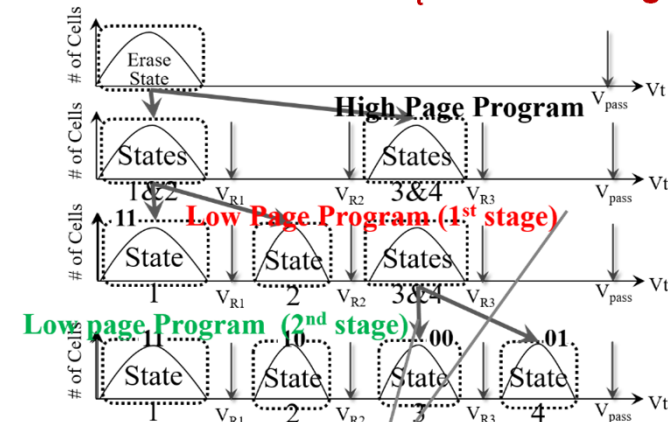 # of Cells
Erase
State
Vt
Vpass
High Page Program
# of Cells
States
1&2
VR1
VR2
States
3&4
VR3
Vpass
Vt
Low Page Program (1st stage)
# of Cells
11
State
1
VR1
State
2
VR2
States
3&4
VR3
Vpass
Vt
Low page Program (2nd stage)
# of Cells
11
State
1
VR1
10
State
2
VR2
00
State
3
VR3
01
State
4
Vpass
Vt